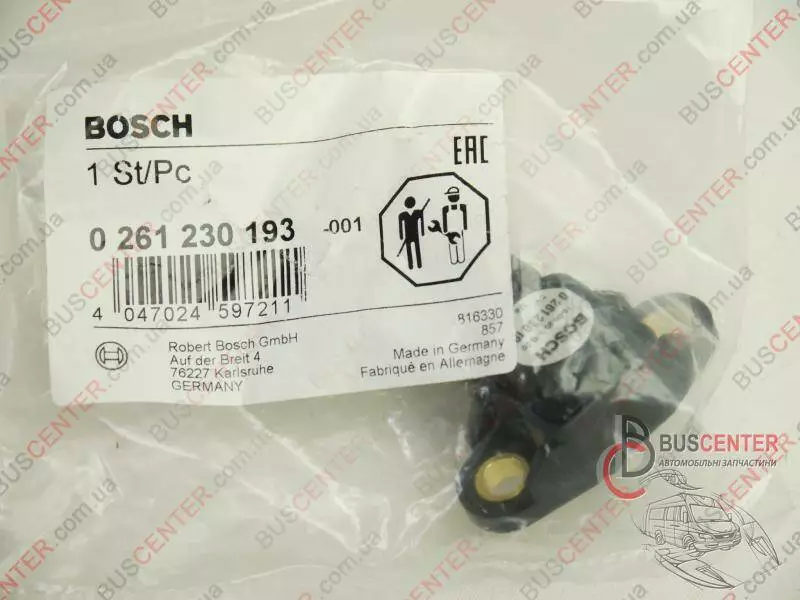 BOSCH
1 St/Pc
EAC
0 261 230 193 -001
4 047024 597211
816330
857
Robert Bosch GmbH
Auf der Breit 4
76227 Karlsruhe
GERMANY
Made in Germany
Fabriqué en Allemagne
BOSCH
BUSCENTER
АВТОМОБІЛЬНІ ЗАПЧАСТИНИ
BUSCENTER.com.ua